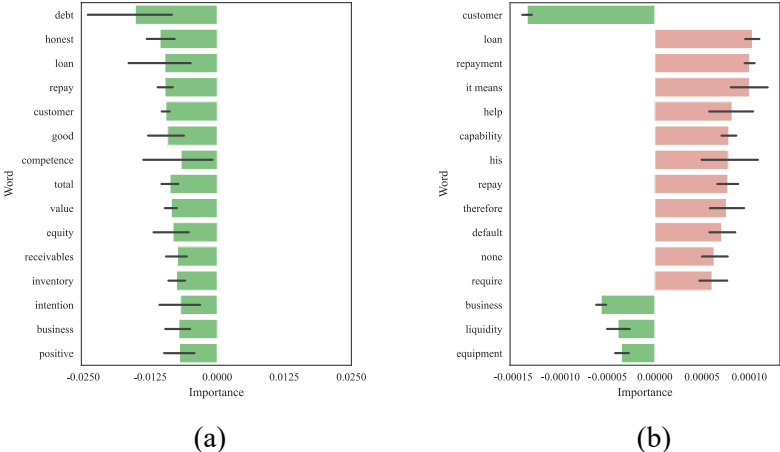 debt
honest
loan
repay
customer
good
competence
total
value
equity
receivables
inventory
intention
business
positive
Word
-0.0250 -0.0125 0.0000 0.0125 0.0250
Importance
(a)
customer
loan
repayment
it means
help
capability
his
repay
therefore
default
none
require
business
liquidity
equipment
Word
-0.00015 -0.00010 -0.00005 0.00000 0.00005 0.00010
Importance
(b)